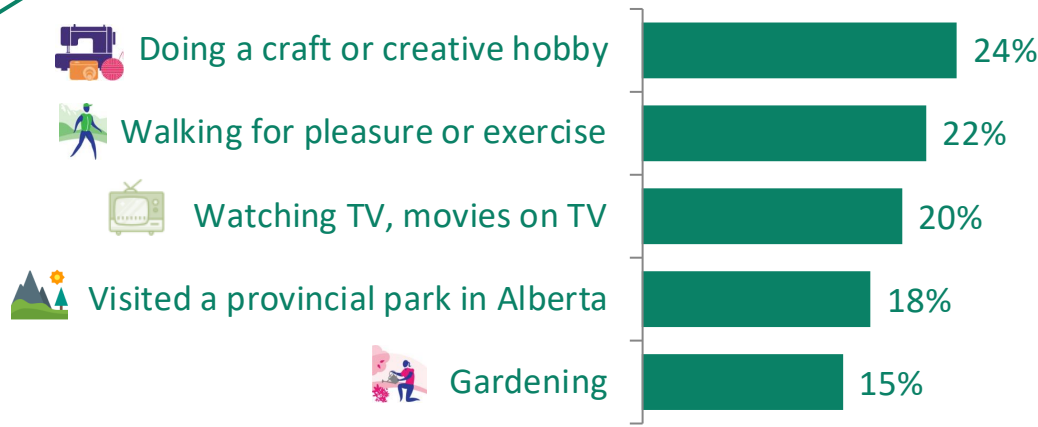 Doing a craft or creative hobby 24%
Walking for pleasure or exercise 22%
Watching TV, movies on TV 20%
Visited a provincial park in Alberta 18%
Gardening 15%